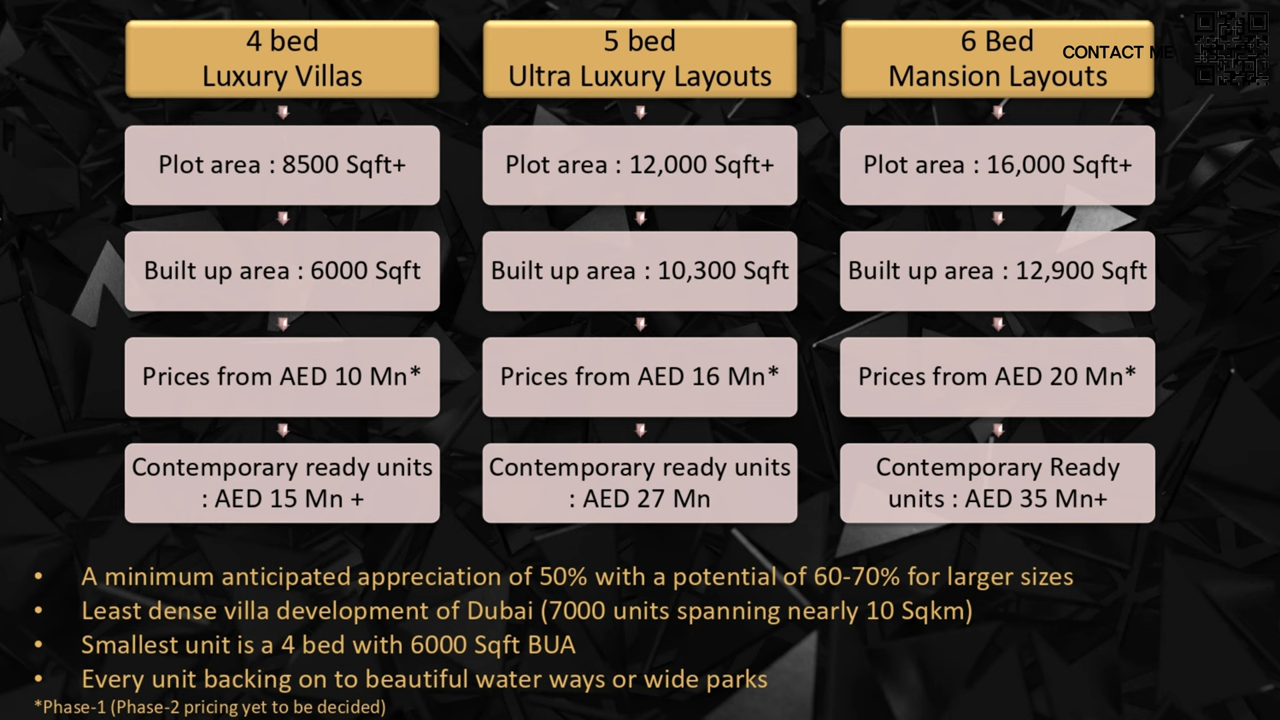 4 bed
Luxury Villas
Plot area : 8500 Sqft+
Built up area : 6000 Sqft
Prices from AED 10 Mn*
Contemporary ready units
: AED 15 Mn +
5 bed
Ultra Luxury Layouts
Plot area : 12,000 Sqft+
Built up area : 10,300 Sqft
Prices from AED 16 Mn*
Contemporary ready units
: AED 27 Mn
6 Bed
Mansion Layouts
CONTACT ME
Plot area : 16,000 Sqft+
Built up area : 12,900 Sqft
Prices from AED 20 Mn*
Contemporary Ready
units : AED 35 Mn+
• A minimum anticipated appreciation of 50% with a potential of 60-70% for larger sizes
• Least dense villa development of Dubai (7000 units spanning nearly 10 Sqkm)
• Smallest unit is a 4 bed with 6000 Sqft BUA
• Every unit backing on to beautiful water ways or wide parks
*Phase-1 (Phase-2 pricing yet to be decided)